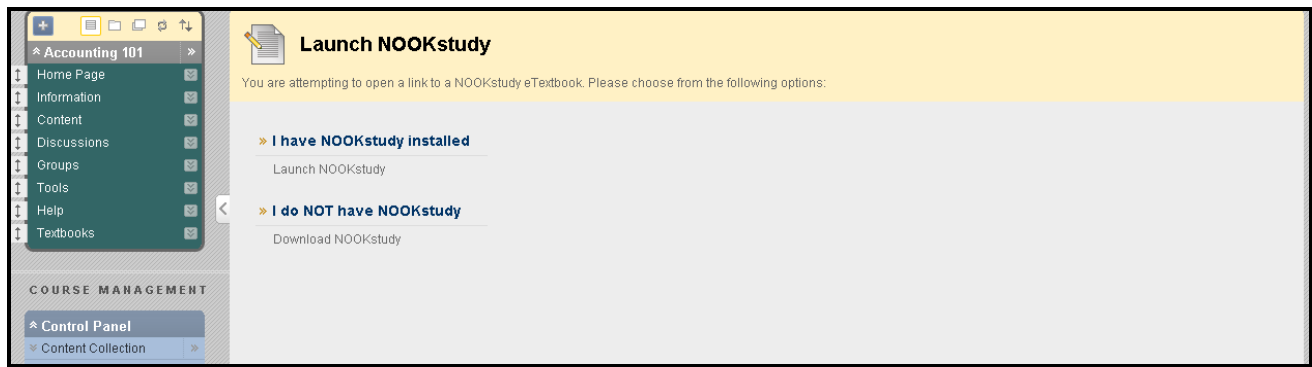 Accounting 101
Home Page
Information
Content
Discussions
Groups
Tools
Help
Textbooks
COURSE MANAGEMENT
Control Panel
Content Collection
Launch NOOKstudy
You are attempting to open a link to a NOOKstudy eTextbook. Please choose from the following options:
» I have NOOKstudy installed
Launch NOOKstudy
» I do NOT have NOOKstudy
Download NOOKstudy